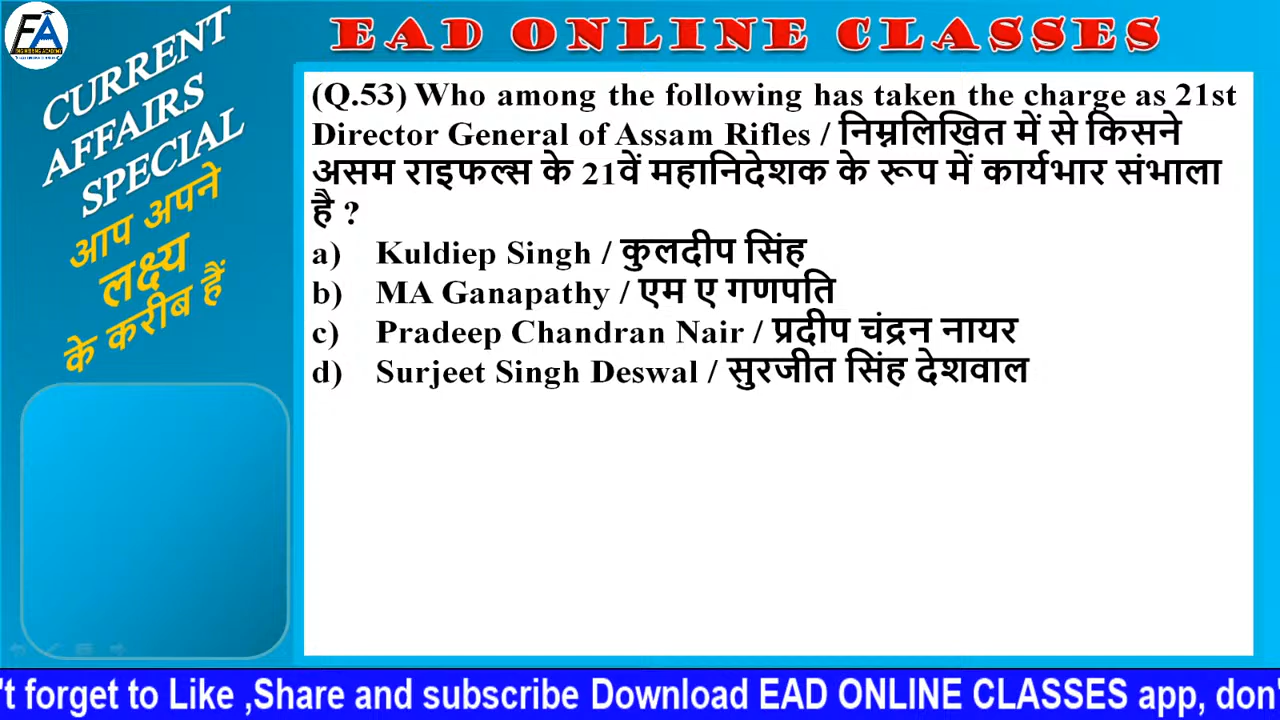 FA
ENGINEERING ACADEMY
CURRENT
AFFAIRS
SPECIAL
आप अपने
लक्ष्य
के करीब हैं
EAD ONLINE CLASSES
(Q.53) Who among the following has taken the charge as 21st
Director General of Assam Rifles / निम्नलिखित में से किसने
असम राइफल्स के 21वें महानिदेशक के रूप में कार्यभार संभाला
है ?
a) Kuldiep Singh / कुलदीप सिंह
b) MA Ganapathy / एम ए गणपति
c) Pradeep Chandran Nair / प्रदीप चंद्रन नायर
d) Surjeet Singh Deswal / सुरजीत सिंह देशवाल
't forget to Like ,Share and subscribe Download EAD ONLINE CLASSES app, don'